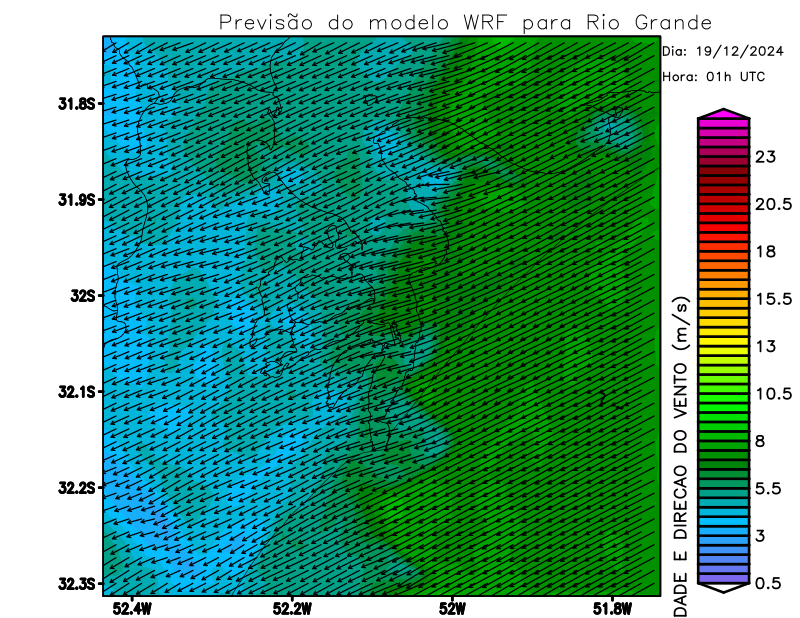 Previsão do modelo WRF para Rio Grande
Dia: 19/12/2024
Hora: 01h UTC
31.8S
31.9S
32S
32.1S
32.2S
32.3S
52.4W
52.2W
52W
51.8W
DADE E DIRECAO DO VENTO (m/s)
23
20.5
18
15.5
13
10.5
8
5.5
3
0.5